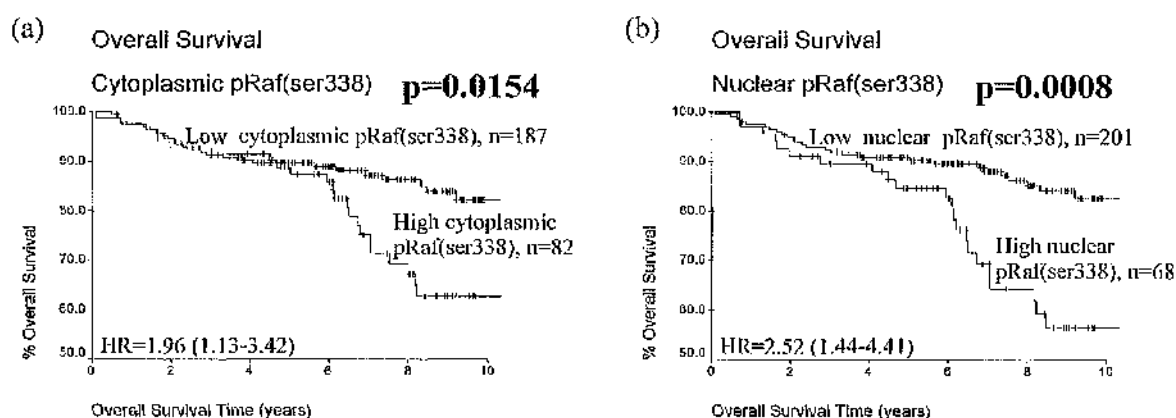 (a)
Overall Survival
Cytoplasmic pRaf(ser338) p=0.0154
100.0
90.0
80.0
70.0
60.0
50.0
% Overall Survival
Low cytoplasmic pRaf(ser338), n=187
High cytoplasmic
pRaf(ser338), n=82
HR=1.96 (1.13-3.42)
0 2 4 6 8 10
Overall Survival Time (years)
(b)
Overall Survival
Nuclear pRaf(ser338) p=0.0008
100.0
90.0
80.0
70.0
60.0
50.0
% Overall Survival
Low nuclear pRaf(ser338), n=201
High nuclear
pRaf(ser338), n=68
HR=2.52 (1.44-4.41)
0 2 4 6 8 10
Overall Survival Time (years)